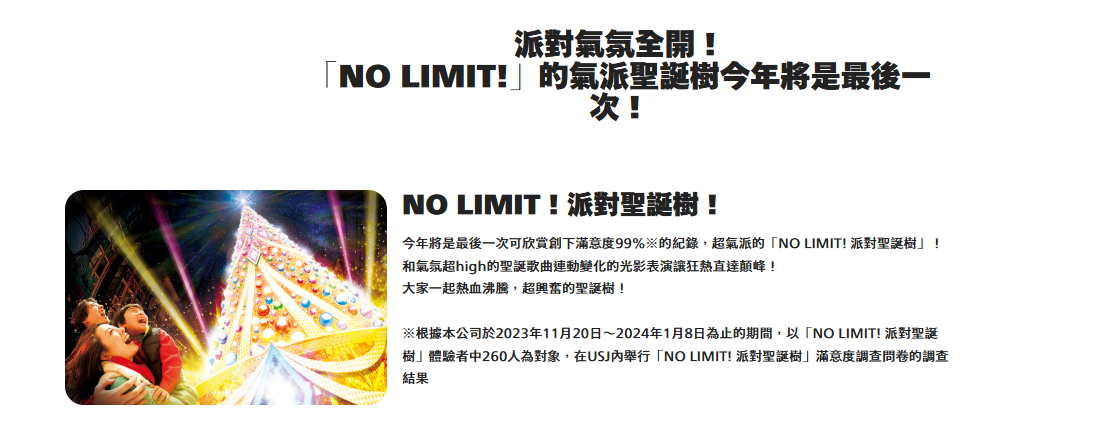 派對氣氛全開！
「NO LIMIT!」的氣派聖誕樹今年將是最後一
次！
NO LIMIT！派對聖誕樹！
今年將是最後一次可欣賞創下滿意度99%※的紀錄，超氣派的「NO LIMIT! 派對聖誕樹」！
和氣氛超high的聖誕歌曲連動變化的光影表演讓狂熱直達顛峰！
大家一起熱血沸騰，超興奮的聖誕樹！
※根據本公司於2023年11月20日～2024年1月8日為止的期間，以「NO LIMIT! 派對聖誕
樹」體驗者中260人為對象，在USJ內舉行「NO LIMIT! 派對聖誕樹」滿意度調查問卷的調查
結果